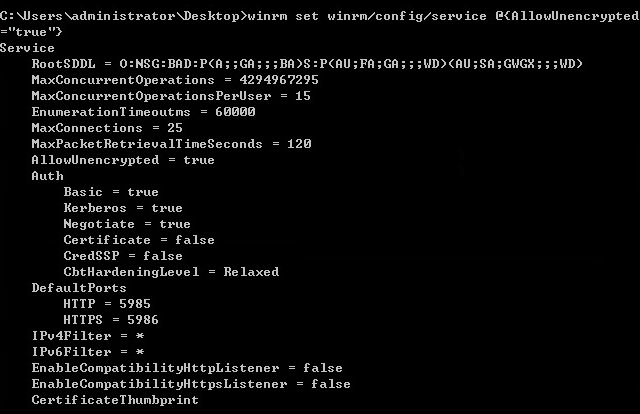 C:\Users\administrator\Desktop>winrm set winrm/config/service @{AllowUnencrypted
="true"}
Service
    RootSDDL = O:NSG:BAD:P(A;;GA;;;BA)S:P(AU;FA;GA;;;WD)(AU;SA;GWGX;;;WD)
    MaxConcurrentOperations = 4294967295
    MaxConcurrentOperationsPerUser = 15
    EnumerationTimeoutms = 60000
    MaxConnections = 25
    MaxPacketRetrievalTimeSeconds = 120
    AllowUnencrypted = true
    Auth
        Basic = true
        Kerberos = true
        Negotiate = true
        Certificate = false
        CredSSP = false
        CbtHardeningLevel = Relaxed
    DefaultPorts
        HTTP = 5985
        HTTPS = 5986
    IPv4Filter = *
    IPv6Filter = *
    EnableCompatibilityHttpListener = false
    EnableCompatibilityHttpsListener = false
    CertificateThumbprint